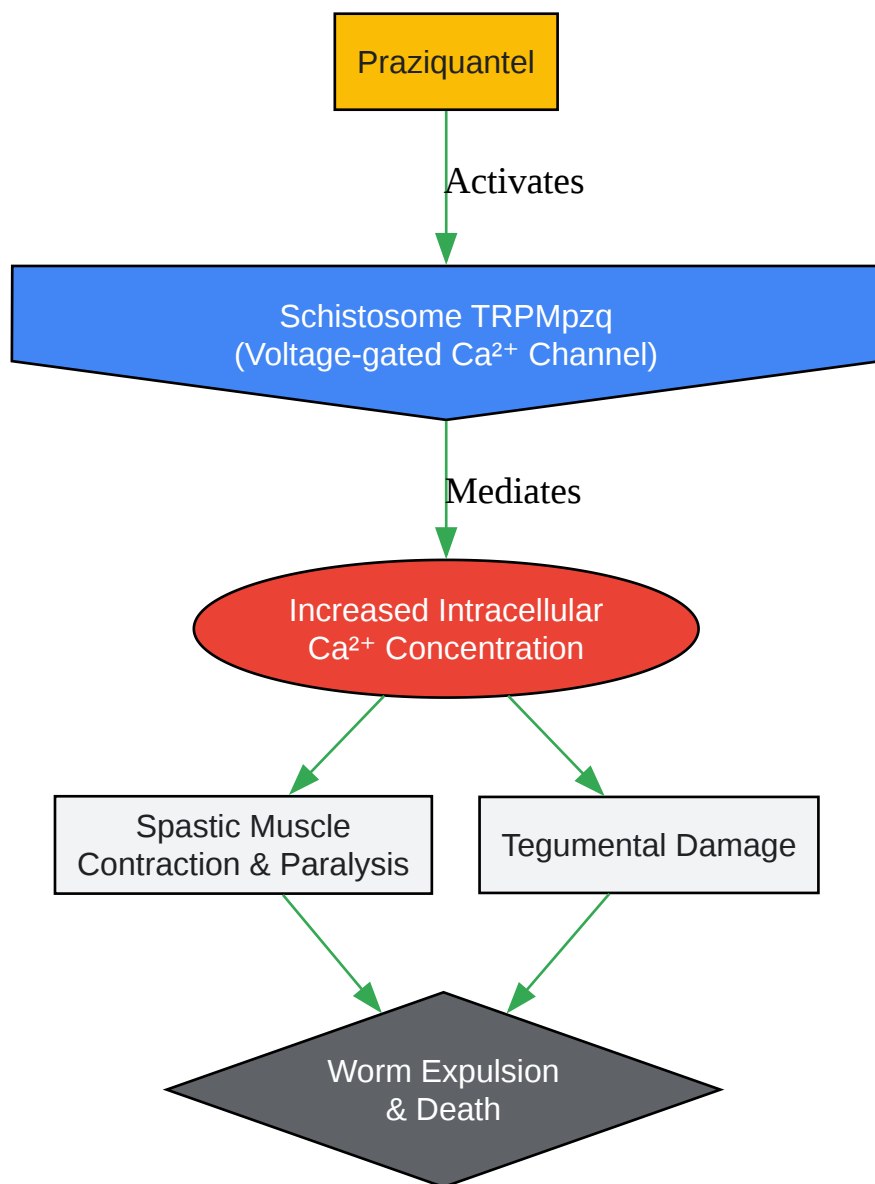 Praziquantel
Activates
Schistosome TRPMpzq
(Voltage-gated Ca²⁺ Channel)
Mediates
Increased Intracellular
Ca²⁺ Concentration
Spastic Muscle
Contraction & Paralysis
Tegumental Damage
Worm Expulsion
& Death